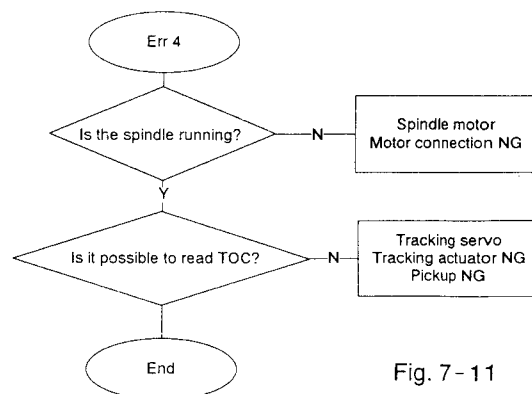 Err 4
Is the spindle running?
N
Spindle motor
Motor connection NG
Y
Is it possible to read TOC?
N
Tracking servo
Tracking actuator NG
Pickup NG
End
Fig. 7-11